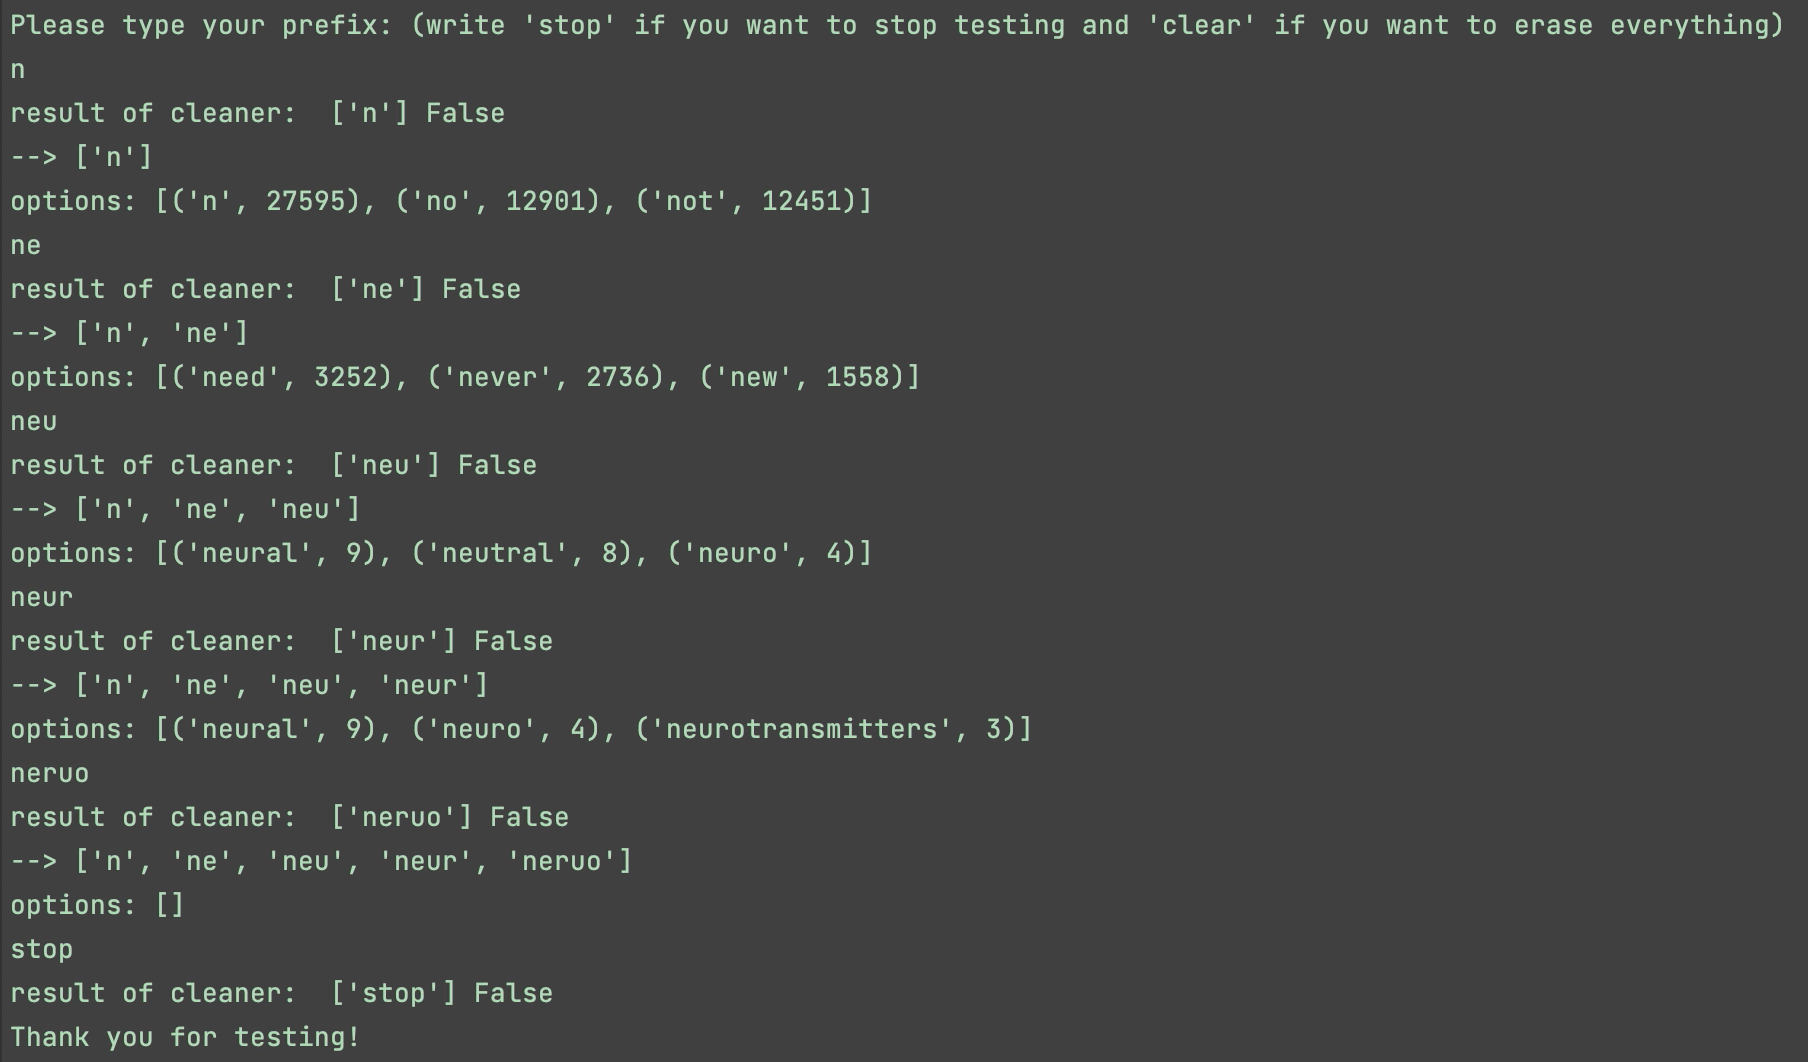 Please type your prefix: (write 'stop' if you want to stop testing and 'clear' if you want to erase everything)
n
result of cleaner:  ['n'] False
--> ['n']
options: [('n', 27595), ('no', 12901), ('not', 12451)]
ne
result of cleaner:  ['ne'] False
--> ['n', 'ne']
options: [('need', 3252), ('never', 2736), ('new', 1558)]
neu
result of cleaner:  ['neu'] False
--> ['n', 'ne', 'neu']
options: [('neural', 9), ('neutral', 8), ('neuro', 4)]
neur
result of cleaner:  ['neur'] False
--> ['n', 'ne', 'neu', 'neur']
options: [('neural', 9), ('neuro', 4), ('neurotransmitters', 3)]
neruo
result of cleaner:  ['neruo'] False
--> ['n', 'ne', 'neu', 'neur', 'neruo']
options: []
stop
result of cleaner:  ['stop'] False
Thank you for testing!